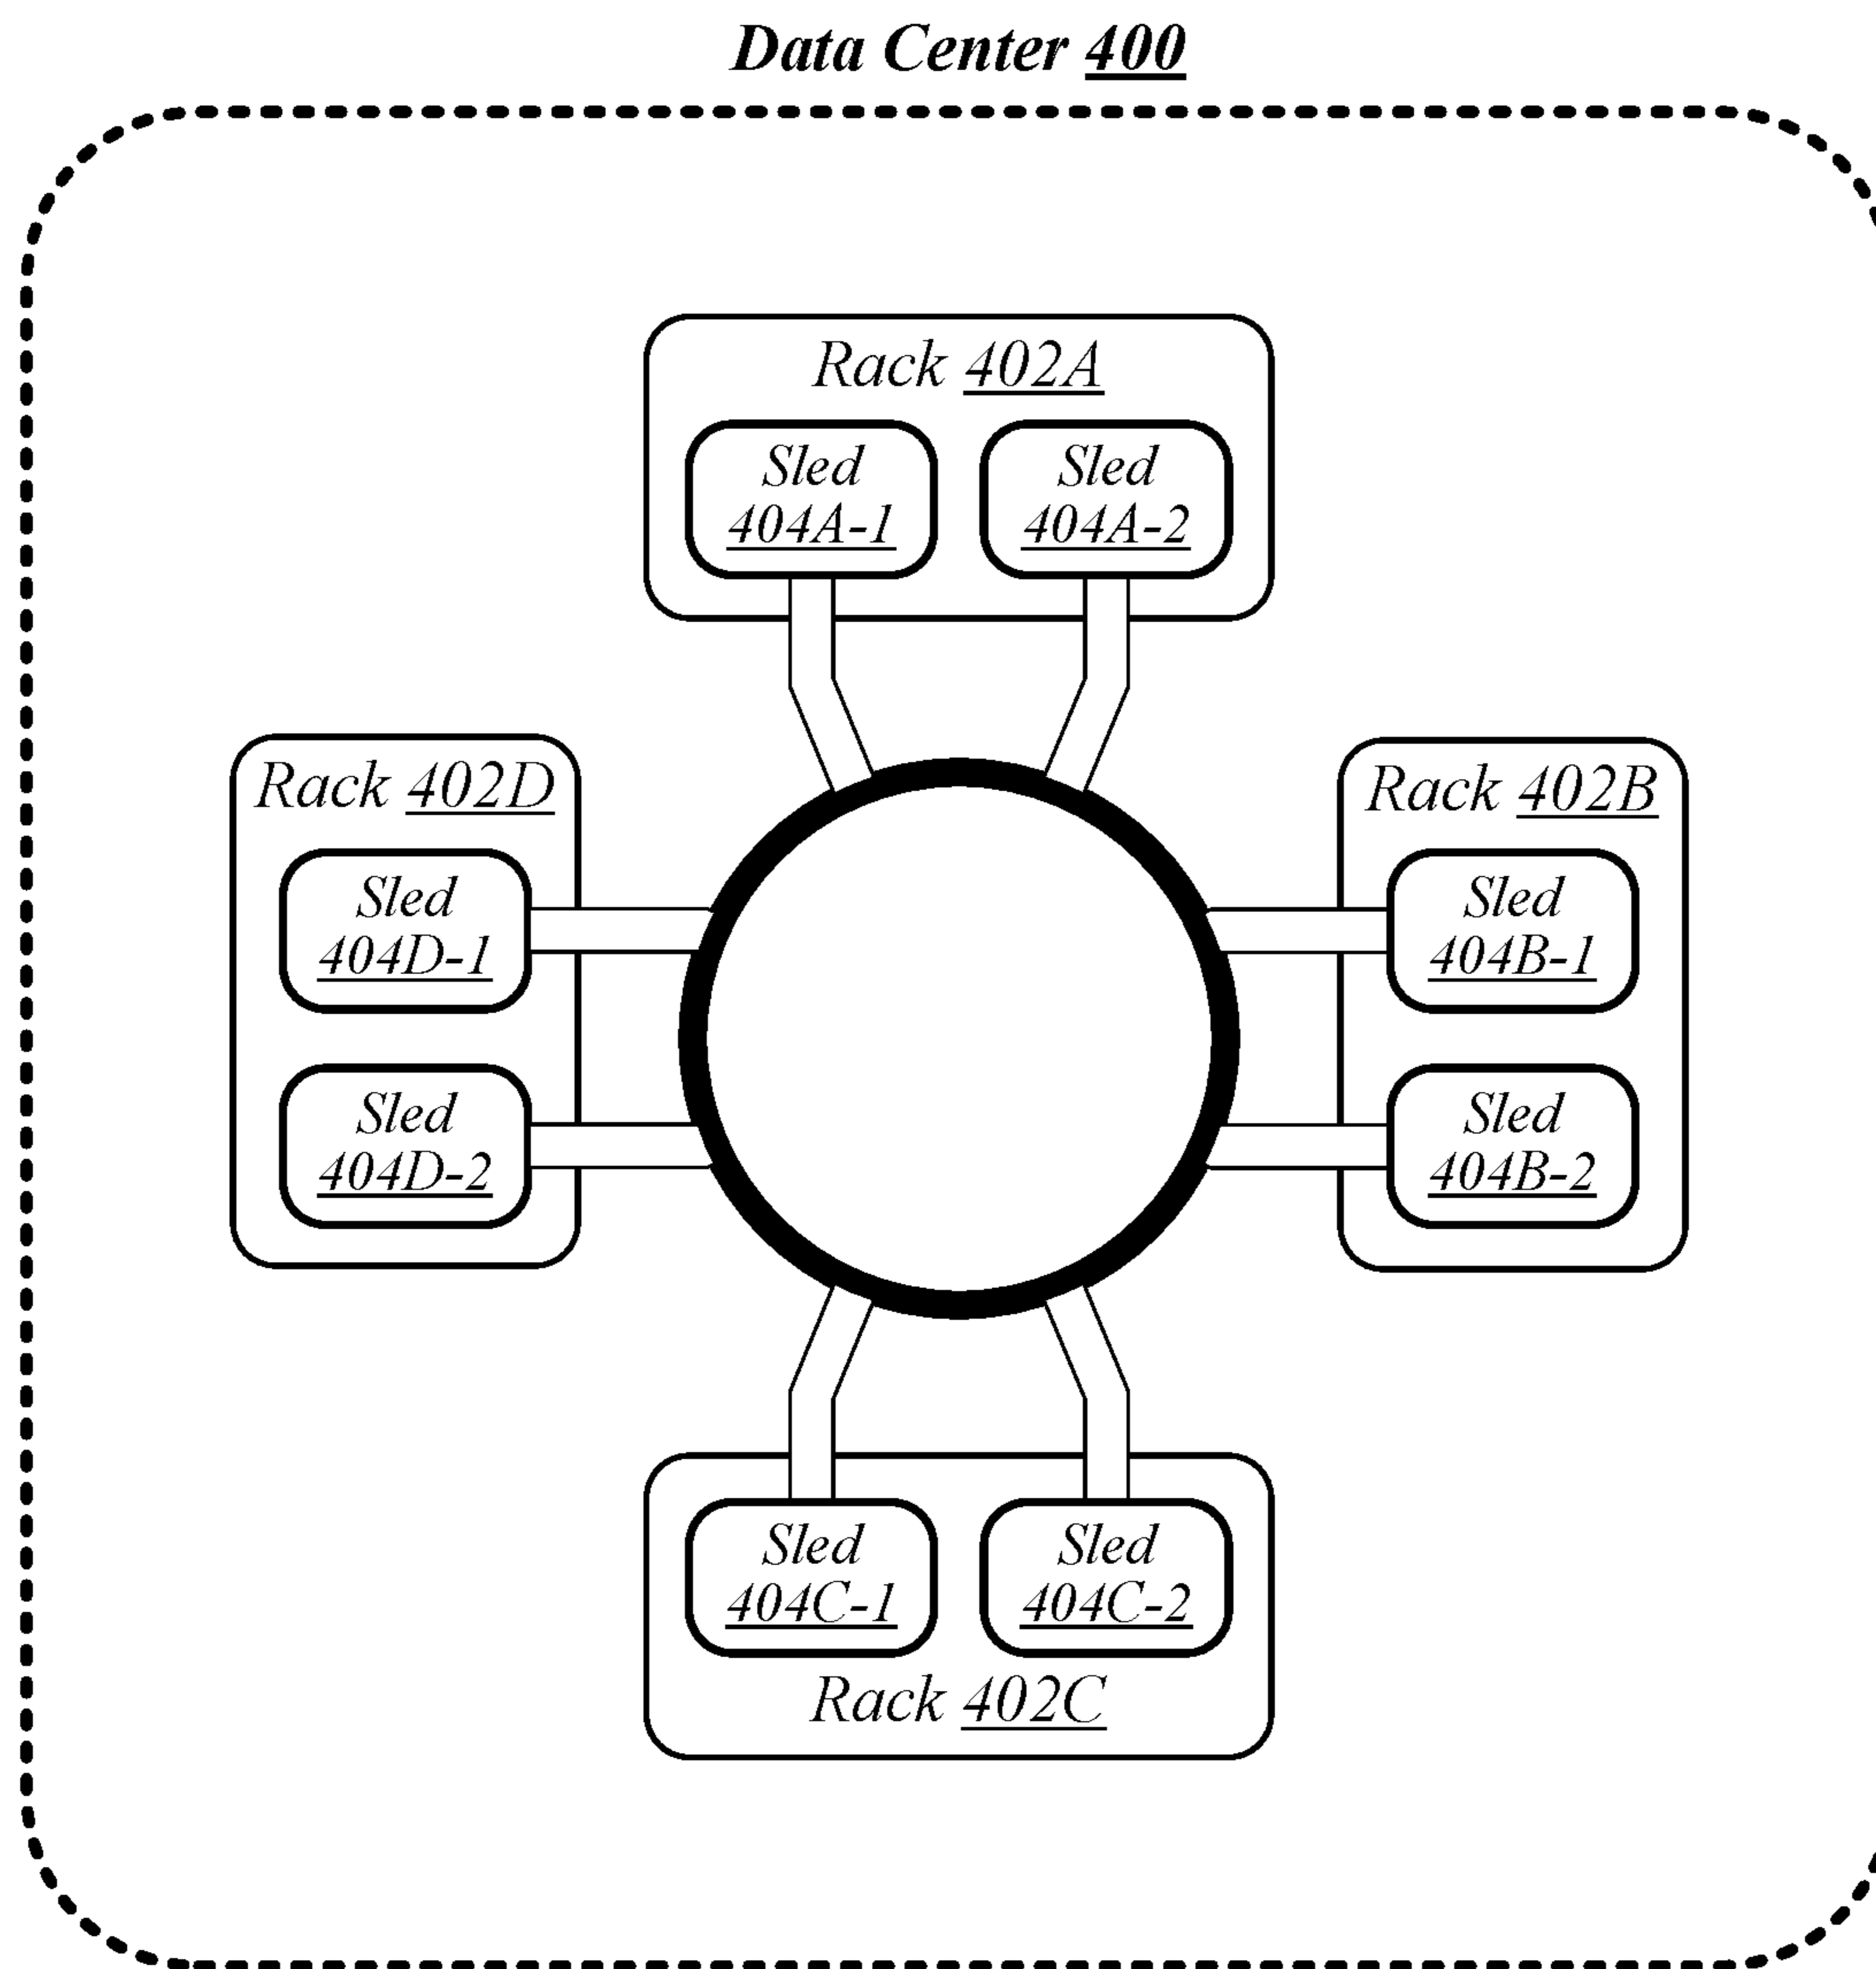 Data Center 400
Rack 402A
Sled
404A-1
Sled
404A-2
Rack 402D
Sled
404D-1
Sled
404D-2
Rack 402B
Sled
404B-1
Sled
404B-2
Sled
404C-1
Sled
404C-2
Rack 402C